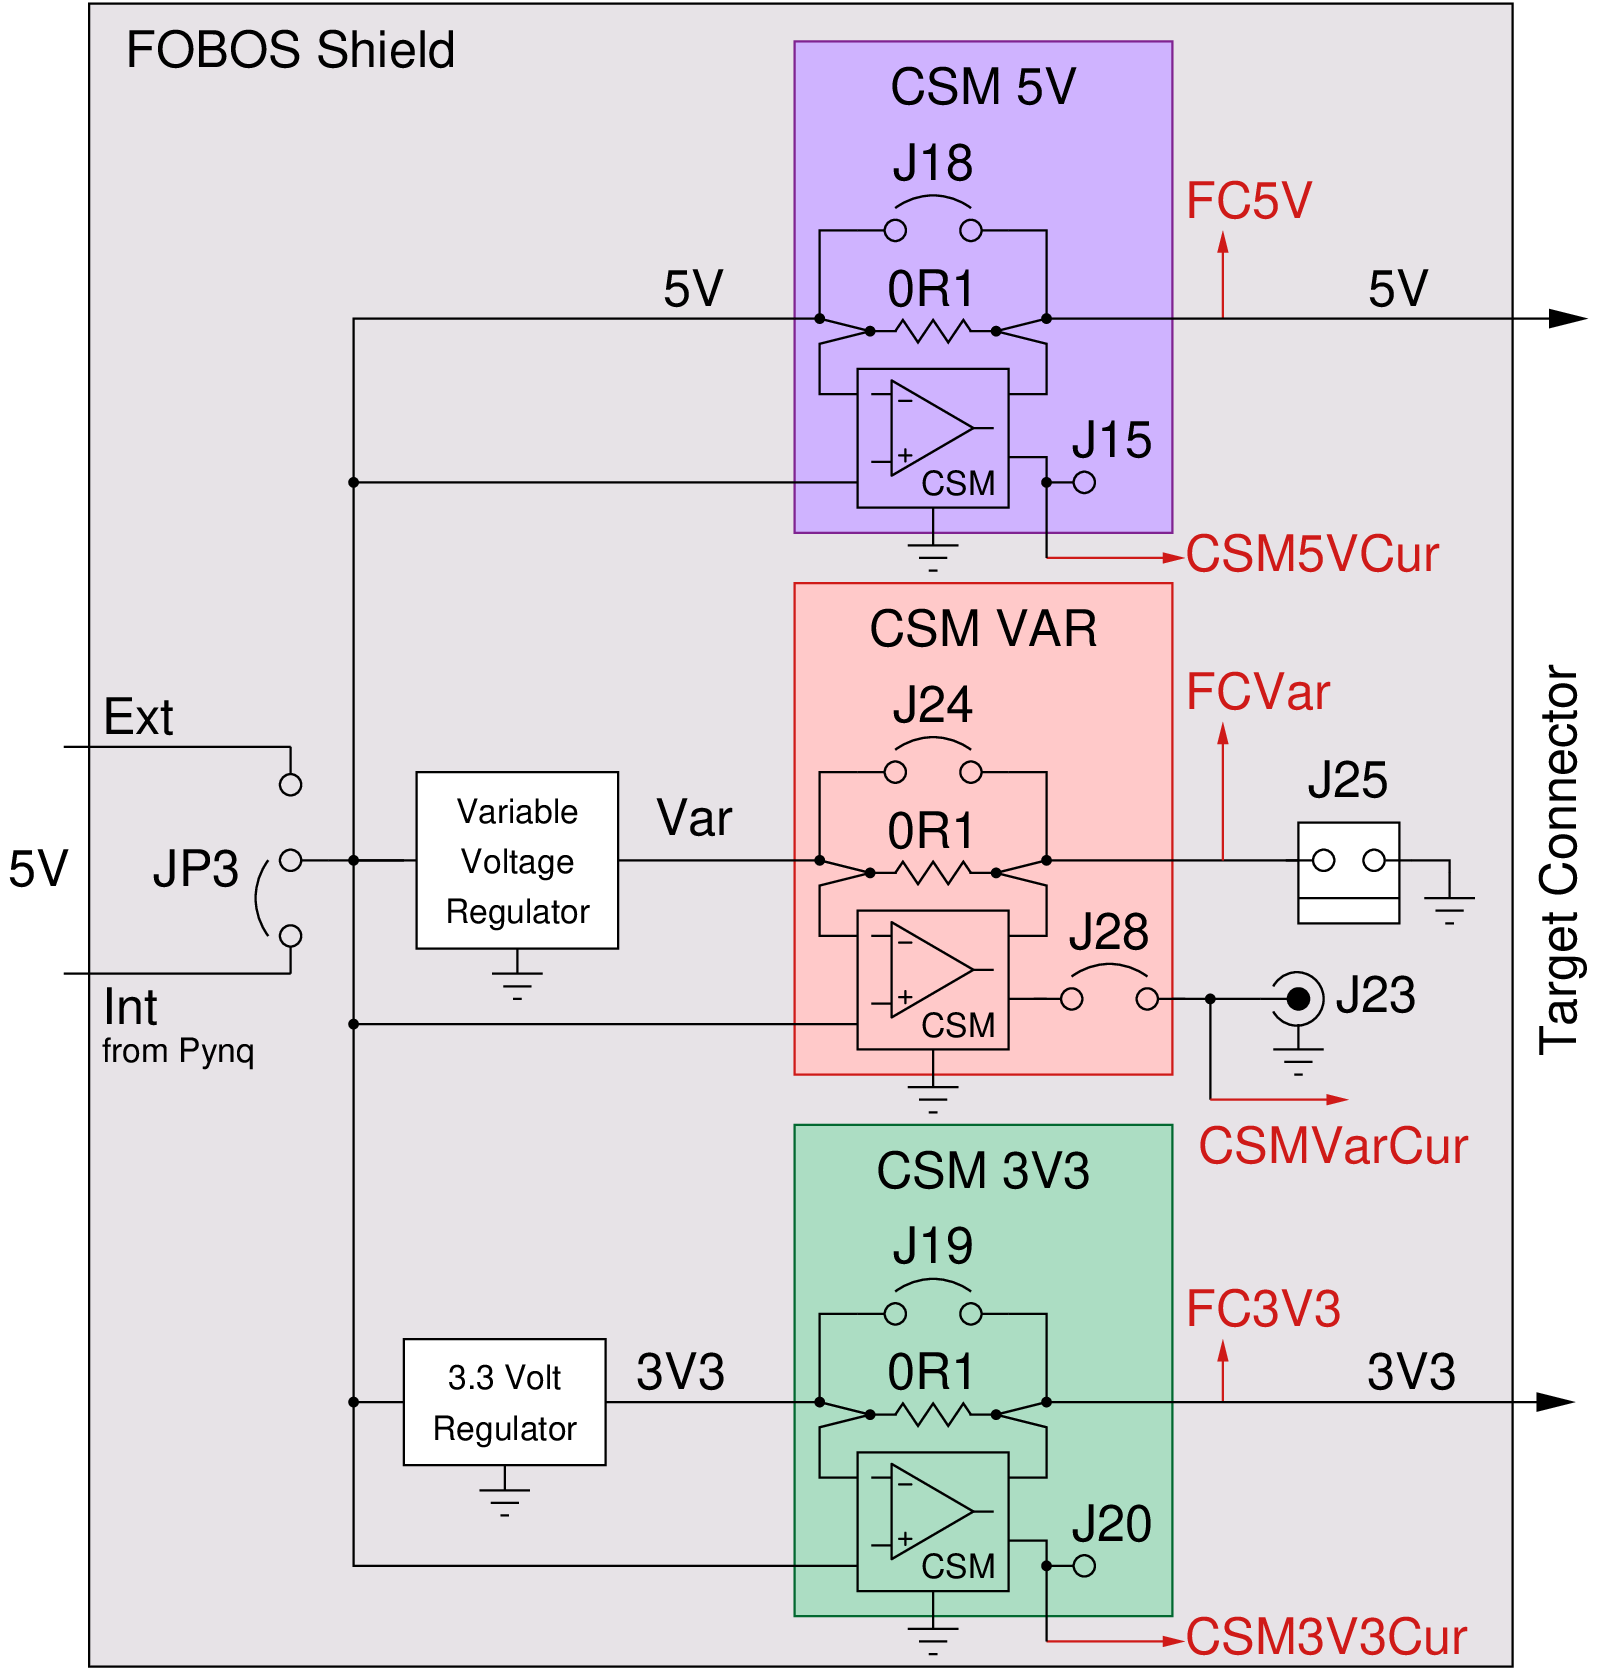 FOBOS Shield
CSM 5V
J18
FC5V
5V
0R1
5V
−
+
CSM
J15
CSM5VCur
CSM VAR
FCVar
J24
Ext
J25
Variable
Voltage
Regulator
Var
0R1
5V
JP3
−
+
CSM
J28
J23
Int
from Pynq
Target Connector
CSMVarCur
CSM 3V3
J19
FC3V3
3.3 Volt
Regulator
3V3
0R1
3V3
−
+
CSM
J20
CSM3V3Cur